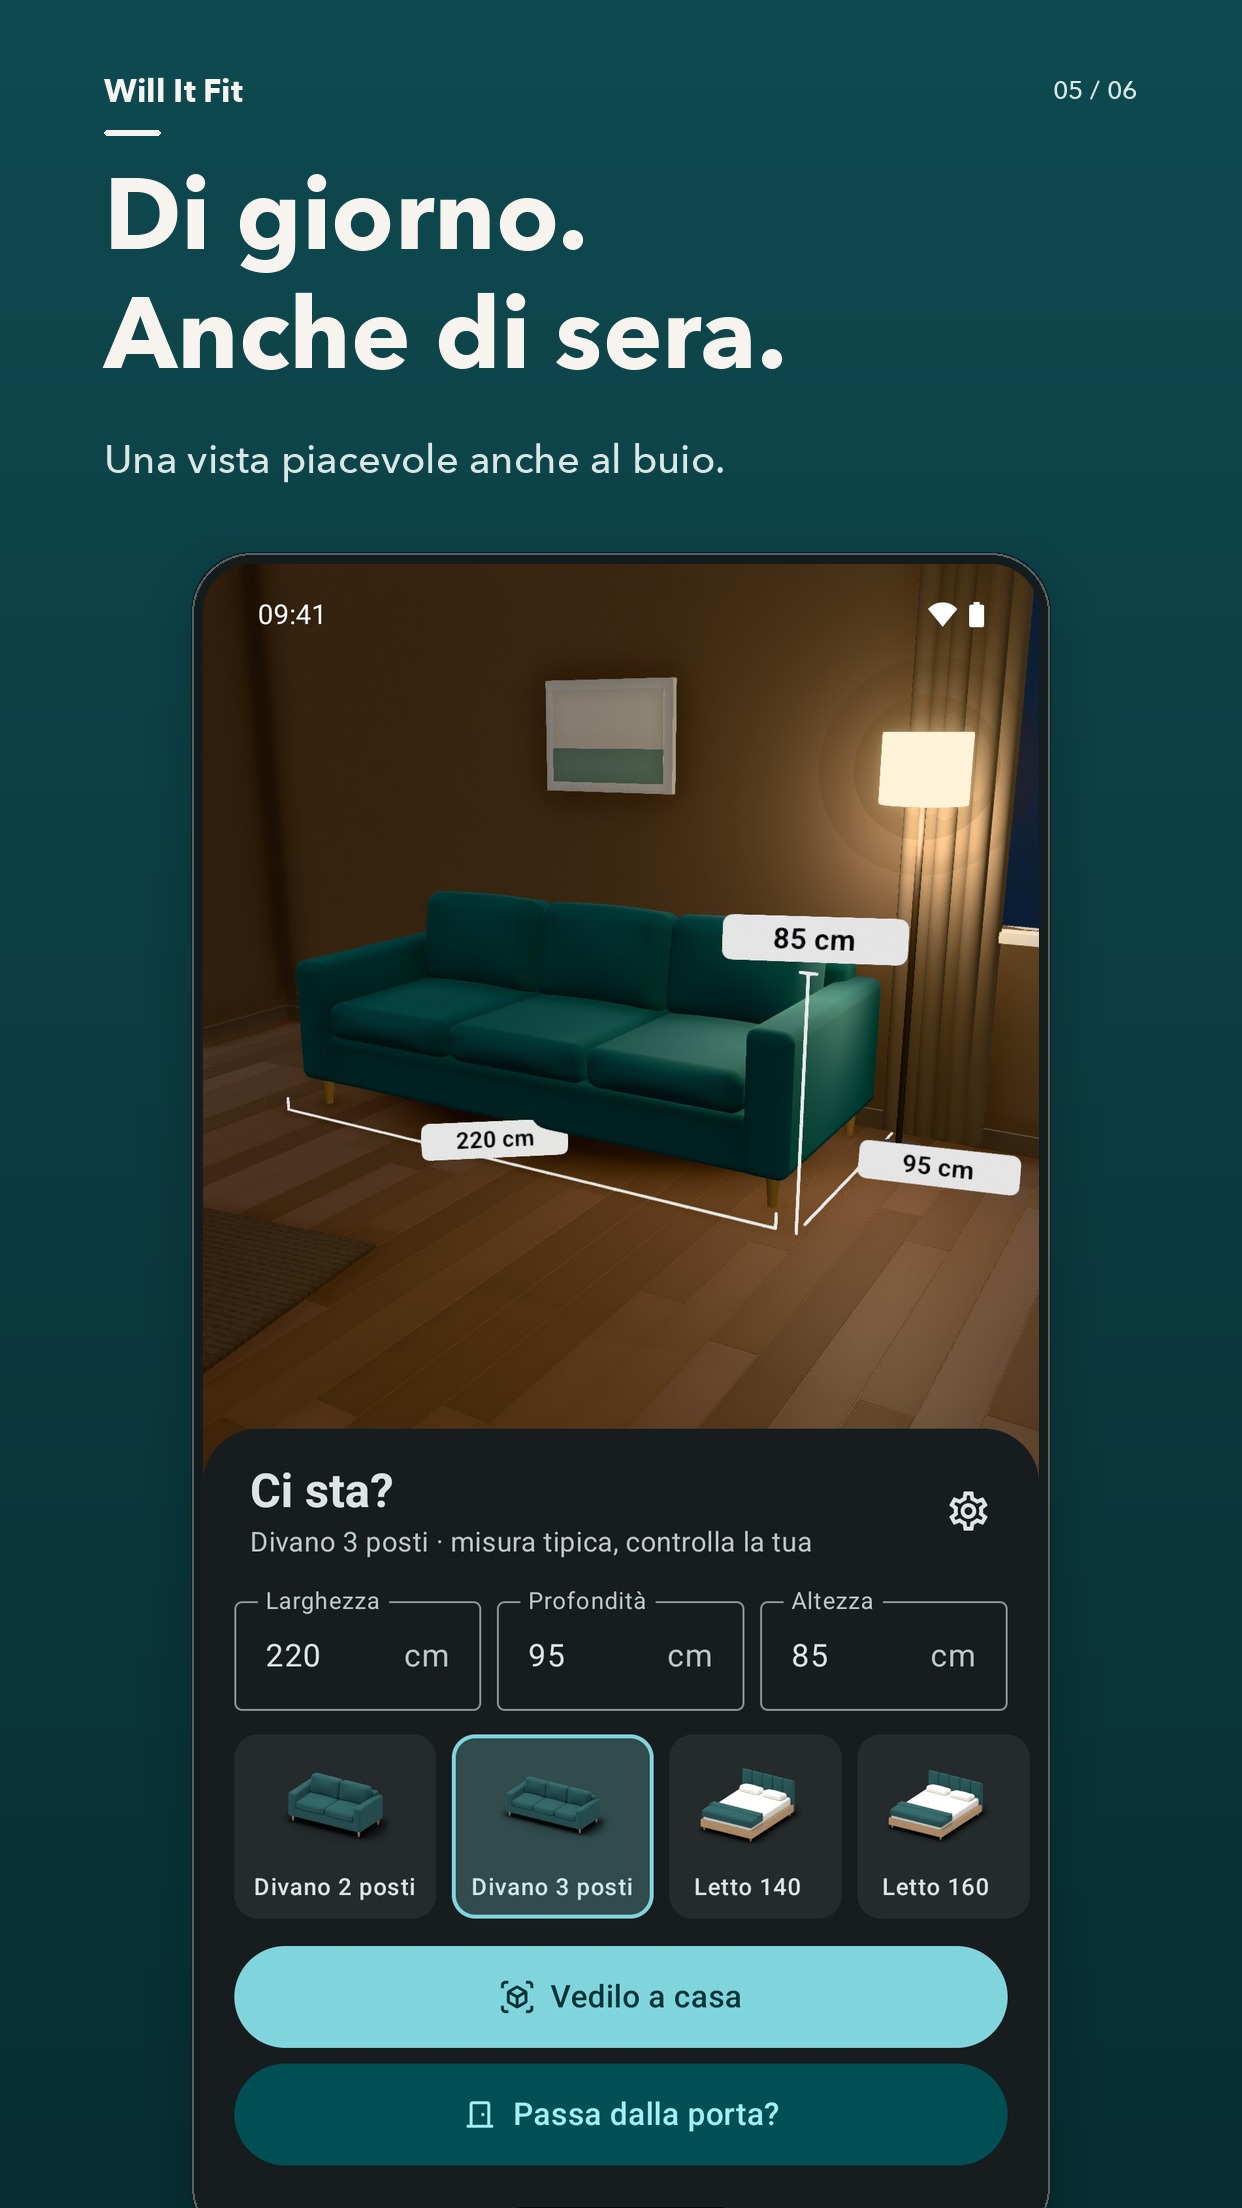 Will It Fit
05 / 06
Di giorno.
Anche di sera.
Una vista piacevole anche al buio.
09:41
85 cm
220 cm
95 cm
Ci sta?
Divano 3 posti · misura tipica, controlla la tua
Larghezza
Profondità
Altezza
220 cm
95 cm
85 cm
Divano 2 posti
Divano 3 posti
Letto 140
Letto 160
Vedilo a casa
Passa dalla porta?